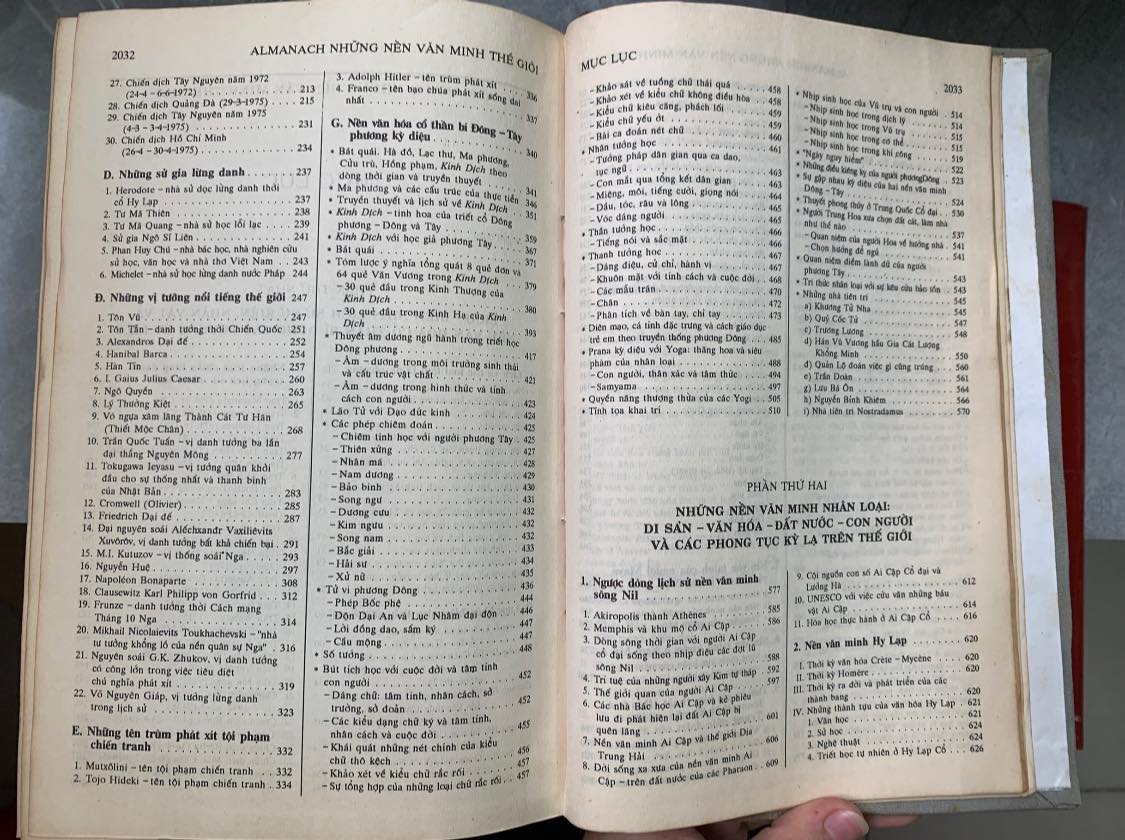 2032
ALMANACH NHỮNG NỀN VĂN MINH THẾ GIỚI
27. Chiến dịch Tây Nguyên năm 1972
(24-4 – 6-6-1972) . . . . . . . . . . . . . 213
28. Chiến dịch Quảng Đà (29-3-1975) . . . . 215
29. Chiến dịch Tây Nguyên 1975
(4-3 – 3-4-1975) . . . . . . . . . . . . . 231
30. Chiến dịch Hồ Chí Minh
(26-4 – 30-4-1975) . . . . . . . . . . . . 234
D. Những sử gia lừng danh . . . . . . . 237
1. Herodote – nhà sử học lừng danh thời
cổ Hy Lạp . . . . . . . . . . . . . . . . 237
2. Tư Mã Thiên . . . . . . . . . . . . . . 238
3. Tư Mã Quang – nhà sử học lỗi lạc . . . 239
4. Sử gia Ngô Sĩ Liên . . . . . . . . . . . 241
5. Phan Huy Chú – nhà bác học, nhà nghiên cứu
sử học, văn học và nhà thơ Việt Nam . . 243
6. Michelet – nhà sử học lừng danh nước Pháp 244
Đ. Những vị tướng nổi tiếng thế giới 247
1. Tôn Vũ . . . . . . . . . . . . . . . . . 247
2. Tôn Tẫn – danh tướng thời Chiến Quốc 251
3. Alexandros Đại đế . . . . . . . . . . . 252
4. Hanibal Barca . . . . . . . . . . . . . 254
5. Hàn Tín . . . . . . . . . . . . . . . . 257
6. I. Gaius Julius Caesar . . . . . . . . . 260
7. Ngô Quyền . . . . . . . . . . . . . . . 263
8. Lý Thường Kiệt . . . . . . . . . . . . 265
9. Vó ngựa xâm lăng Thành Cát Tư Hãn
(Thiết Mộc Chân) . . . . . . . . . . . . 268
10. Trần Quốc Tuấn – vị danh tướng ba lần
đại thắng Nguyên Mông . . . . . . . . . 277
11. Tokugawa Ieyasu – vị tướng quân khởi
đầu cho sự thống nhất và thanh bình
của Nhật Bản . . . . . . . . . . . . . . 283
12. Cromwell (Olivier) . . . . . . . . . . . 285
13. Friedrich Đại đế . . . . . . . . . . . . 287
14. Đại nguyên soái Alếchxandr Vaxiliêvits
Xuvôrôv, vị danh tướng bất khả chiến bại . 291
15. M.I. Kutuzov – vị thống soái Nga . . . . 293
16. Nguyễn Huệ . . . . . . . . . . . . . . 297
17. Napoléon Bonaparte . . . . . . . . . . 308
18. Clausewitz Karl Philipp von Gorfrid . . 312
19. Frunze – danh tướng thời Cách mạng
Tháng 10 Nga . . . . . . . . . . . . . . 314
20. Mikhail Nicolaievits Toukhachevski – "nhà
tư tưởng khổng lồ của nền quân sự Nga" . 316
21. Nguyên soái G.K. Zhukov, vị danh tướng
có công lớn trong việc tiêu diệt
chủ nghĩa phát xít . . . . . . . . . . . 319
22. Võ Nguyên Giáp, vị tướng lừng danh
trong lịch sử . . . . . . . . . . . . . . 323
E. Những tên trùm phát xít tội phạm
chiến tranh . . . . . . . . . . . . . . 332
1. Mutxôlini – tên tội phạm chiến tranh . . 332
2. Tojo Hideki – tên tội phạm chiến tranh . 334
3. Adolph Hitler – tên trùm phát xít . . . . 336
4. Franco – tên bạo chúa phát xít sống dai
nhất . . . . . . . . . . . . . . . . . . 337
G. Nền văn hóa cổ thần bí Đông – Tây
phương kỳ diệu . . . . . . . . . . . . 340
• Bát quái, Hà đồ, Lạc thư, Ma phương,
Cửu trù, Hồng phạm, Kinh Dịch theo
dòng thời gian và truyền thuyết . . . . . 341
• Ma phương và các cấu trúc của thực tiễn 346
• Truyền thuyết và lịch sử về Kinh Dịch . 351
• Kinh Dịch – tinh hoa của triết cổ Đông
phương – Đông và Tây . . . . . . . . . 359
• Kinh Dịch với học giả phương Tây . . . 367
• Bát quái . . . . . . . . . . . . . . . . 371
• Tóm lược ý nghĩa tổng quát 8 quẻ đơn và
64 quẻ Văn Vương trong Kinh Dịch . . . 379
– 30 quẻ đầu trong Kinh Thượng của
Kinh Dịch . . . . . . . . . . . . . . . 380
– 30 quẻ đầu trong Kinh Hạ của Kinh
Dịch . . . . . . . . . . . . . . . . . . 393
• Thuyết âm dương ngũ hành trong triết học
Đông phương . . . . . . . . . . . . . . 417
– Âm – dương trong môi trường sinh thái
và cấu trúc vật chất . . . . . . . . . . 421
– Âm – dương trong hình thức và tính
cách con người . . . . . . . . . . . . . 423
• Lão Tử với Đạo đức kinh . . . . . . . 424
• Các phép chiêm đoán . . . . . . . . . . 425
– Chiêm tinh học với người phương Tây . 425
– Thiên xứng . . . . . . . . . . . . . . 427
– Nhân mã . . . . . . . . . . . . . . . 428
– Nam dương . . . . . . . . . . . . . . 429
– Bảo bình . . . . . . . . . . . . . . . 430
– Song ngư . . . . . . . . . . . . . . . 431
– Dương cưu . . . . . . . . . . . . . . 432
– Kim ngưu . . . . . . . . . . . . . . . 432
– Song nam . . . . . . . . . . . . . . . 432
– Bắc giải . . . . . . . . . . . . . . . 433
– Hải sư . . . . . . . . . . . . . . . . 434
– Xử nữ . . . . . . . . . . . . . . . . 435
• Tử vi phương Đông . . . . . . . . . . . 436
– Phép Bốc phệ . . . . . . . . . . . . . 444
– Độn Đại An và Lục Nhâm đại độn . . . 446
– Lời đồng dao, sấm ký . . . . . . . . . 447
– Cầu mộng . . . . . . . . . . . . . . . 447
• Số tướng . . . . . . . . . . . . . . . . 448
• Bút tích học với cuộc đời và tâm tính
con người . . . . . . . . . . . . . . . . 452
– Dáng chữ: tâm tính, nhân cách, sở
trường, sở đoản . . . . . . . . . . . . . 452
– Các kiểu dạng chữ ký và tâm tính,
nhân cách và cuộc đời . . . . . . . . . 455
– Khái quát những nét chính của kiểu
chữ thô kệch . . . . . . . . . . . . . . 456
– Khảo xét về kiểu chữ rắc rối . . . . . 457
– Sự tổng hợp của những loại chữ rắc rối . 457
MỤC LỤC
2033
– Khảo sát về tuồng chữ thái quá . . . . . 458
– Khảo xét về kiểu chữ không điều hòa . . 458
– Kiểu chữ kiêu căng, phách lối . . . . . 459
– Kiểu chữ yếu ớt . . . . . . . . . . . . 459
– Bài ca đoán nét chữ . . . . . . . . . . 460
• Nhân tướng học . . . . . . . . . . . . . 461
– Tướng pháp dân gian qua ca dao,
tục ngữ . . . . . . . . . . . . . . . . . 463
– Con mắt qua tổng kết dân gian . . . . . 463
– Miệng, môi, tiếng cười, giọng nói . . . 464
– Đầu, tóc, râu và lông . . . . . . . . . 464
– Vóc dáng người . . . . . . . . . . . . 465
• Thần tướng học . . . . . . . . . . . . . 465
– Tiếng nói và sắc mặt . . . . . . . . . 466
• Thanh tướng học . . . . . . . . . . . . 467
– Dáng điệu, cử chỉ, hành vi . . . . . . . 467
– Khuôn mặt với tính cách và cuộc đời . . 468
– Các mẫu trán . . . . . . . . . . . . . 470
– Chân . . . . . . . . . . . . . . . . . 472
– Phân tích về bàn tay, chỉ tay . . . . . . 473
• Diện mạo, cá tính đặc trưng và cách giáo dục
trẻ em theo truyền thống phương Đông . . 485
• Prana kỳ diệu với Yoga: thăng hoa và siêu
phàm của nhân loại . . . . . . . . . . . 488
– Con người, thân xác và tâm thức . . . . 494
– Samyama . . . . . . . . . . . . . . . 497
• Quyền năng thượng thừa của các Yogi . . 505
• Tĩnh tọa khai trí . . . . . . . . . . . . 510
• Nhịp sinh học của Vũ trụ và con người . 514
– Nhịp sinh học trong dịch lý . . . . . . 514
– Nhịp sinh học trong Vũ trụ . . . . . . . 515
– Nhịp sinh học trong cơ thể . . . . . . . 515
– Nhịp sinh học trong khí công . . . . . . 519
• "Ngày nguy hiểm" . . . . . . . . . . . . 522
• Những điều kiêng kỵ của người phương Đông . 523
• Sự gặp nhau kỳ diệu của hai nền văn minh
Đông – Tây . . . . . . . . . . . . . . . 524
• Thuyết phong thủy ở Trung Quốc Cổ đại . 530
• Người Trung Hoa xưa chọn đất cát, làm nhà
như thế nào . . . . . . . . . . . . . . . 537
– Quan niệm của người Hoa về hướng nhà . 541
– Chọn hướng để ngủ . . . . . . . . . . 541
• Quan niệm điềm lành dữ của người
phương Tây . . . . . . . . . . . . . . . 543
• Tri thức nhân loại với sự kêu cứu bảo tồn . 543
• Những nhà tiên tri . . . . . . . . . . . . 545
a) Khương Tử Nha . . . . . . . . . . . . 545
b) Quỷ Cốc Tử . . . . . . . . . . . . . . 547
c) Trương Lương . . . . . . . . . . . . . 548
d) Hán Vũ Vương hầu Gia Cát Lượng
Khổng Minh . . . . . . . . . . . . . . . 550
đ) Quản Lộ đoán việc gì cũng trúng . . . . 560
e) Trần Đoàn . . . . . . . . . . . . . . . 561
g) Lưu Bá Ôn . . . . . . . . . . . . . . . 564
h) Nguyễn Bỉnh Khiêm . . . . . . . . . . 566
i) Nhà tiên tri Nostradamus . . . . . . . . 570
PHẦN THỨ HAI
NHỮNG NỀN VĂN MINH NHÂN LOẠI:
DI SẢN – VĂN HÓA – ĐẤT NƯỚC – CON NGƯỜI
VÀ CÁC PHONG TỤC KỲ LẠ TRÊN THẾ GIỚI
1. Ngược dòng lịch sử nền văn minh
sông Nil . . . . . . . . . . . . . . . . 577
1. Akiropolis thành Athènes . . . . . . . . 585
2. Memphis và khu mộ cổ Ai Cập . . . . . 586
3. Dòng sông thời gian với người Ai Cập
cổ đại sống theo nhịp điệu các đợt lũ
sông Nil . . . . . . . . . . . . . . . . . 588
4. Trí tuệ của những người xây Kim tự tháp . 592
5. Thế giới quan của người Ai Cập . . . . 597
6. Các nhà Bác học Ai Cập và kẻ phiêu
lưu đi phát hiện lại đất Ai Cập bị
quên lãng . . . . . . . . . . . . . . . . 601
7. Nền văn minh Ai Cập và thế giới Địa
Trung Hải . . . . . . . . . . . . . . . . 606
8. Đời sống xa xưa của nền văn minh Ai
Cập – trên đất nước của các Pharaon . . 609
9. Cội nguồn con số Ai Cập Cổ đại và
Lưỡng Hà . . . . . . . . . . . . . . . . 612
10. UNESCO với việc cứu vãn những báu
vật Ai Cập . . . . . . . . . . . . . . . 614
11. Hóa học thực hành ở Ai Cập Cổ . . . . 616
2. Nền văn minh Hy Lạp . . . . . . . . 620
I. Thời kỳ văn hóa Crète – Mycène . . . . 620
II. Thời kỳ Homère . . . . . . . . . . . . 620
III. Thời kỳ ra đời và phát triển của các
thành bang . . . . . . . . . . . . . . . 620
IV. Những thành tựu của văn hóa Hy Lạp . 621
1. Văn học . . . . . . . . . . . . . . . . 621
2. Sử học . . . . . . . . . . . . . . . . . 624
3. Nghệ thuật . . . . . . . . . . . . . . . 624
4. Triết học tự nhiên ở Hy Lạp Cổ . . . . 626